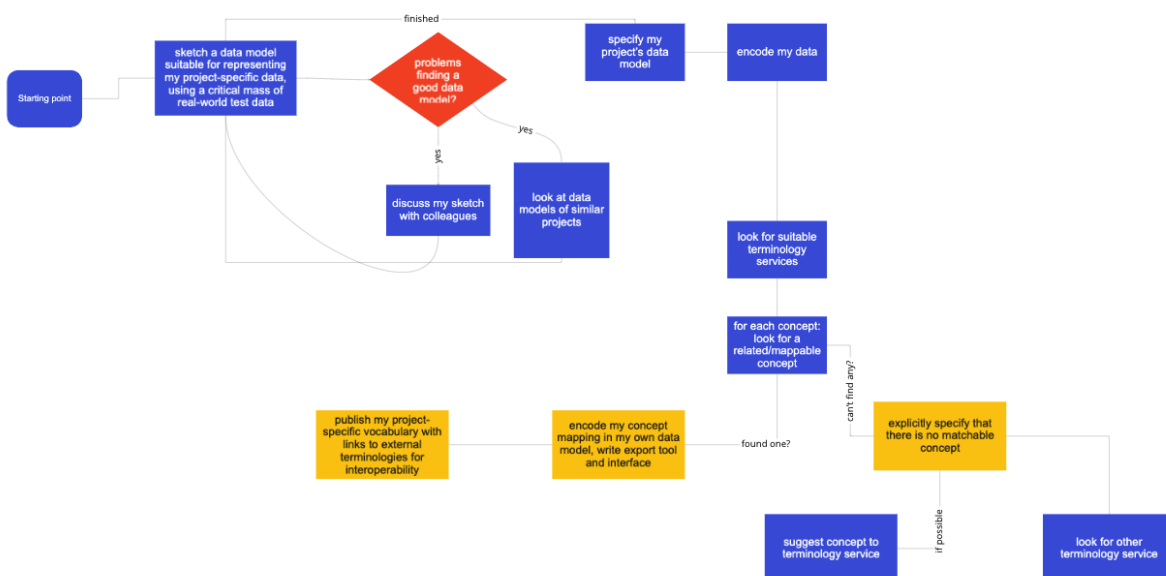 finished
Starting point
sketch a data model
suitable for representing
my project-specific data,
using a critical mass of
real-world test data
problems
finding a
good data
model?
specify my
project's data
model
encode my data
yes
yes
discuss my sketch
with colleagues
look at data
models of similar
projects
look for suitable
terminology
services
for each concept:
look for a
related/mappable
concept
can't find any?
publish my project-
specific vocabulary with
links to external
terminologies for
interoperability
encode my concept
mapping in my own data
model, write export tool
and interface
found one?
explicitly specify that
there is no matchable
concept
if possible
suggest concept to
terminology service
look for other
terminology service